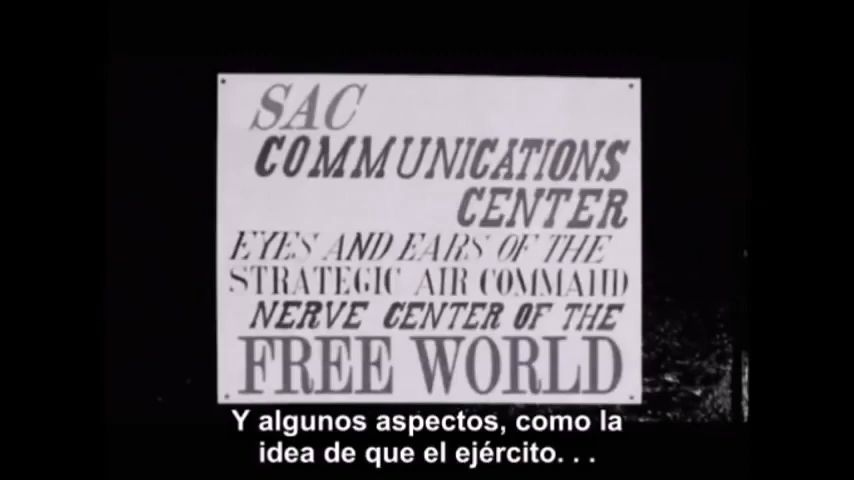 SAC
COMMUNICATIONS
CENTER
EYES AND EARS OF THE
STRATEGIC AIR COMMAND
NERVE CENTER OF THE
FREE WORLD
Y algunos aspectos, como la
idea de que el ejército. . .